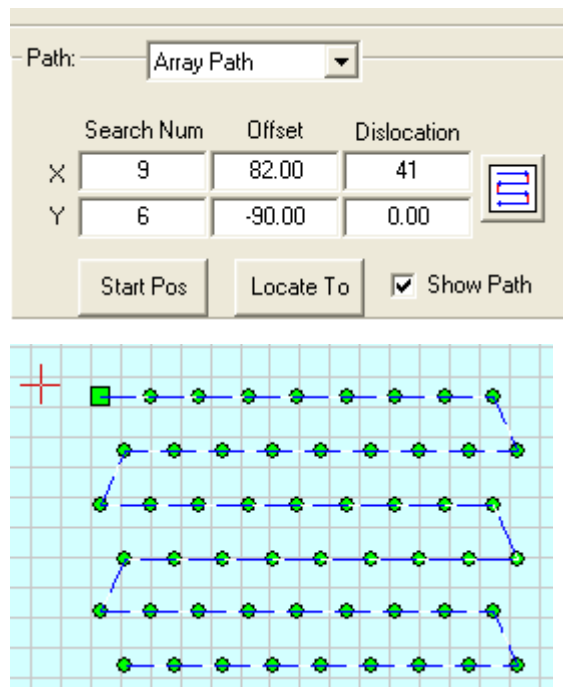 Path: Array Path
Search Num Offset Dislocation
X 9 82.00 41
Y 6 -90.00 0.00
Start Pos Locate To Show Path